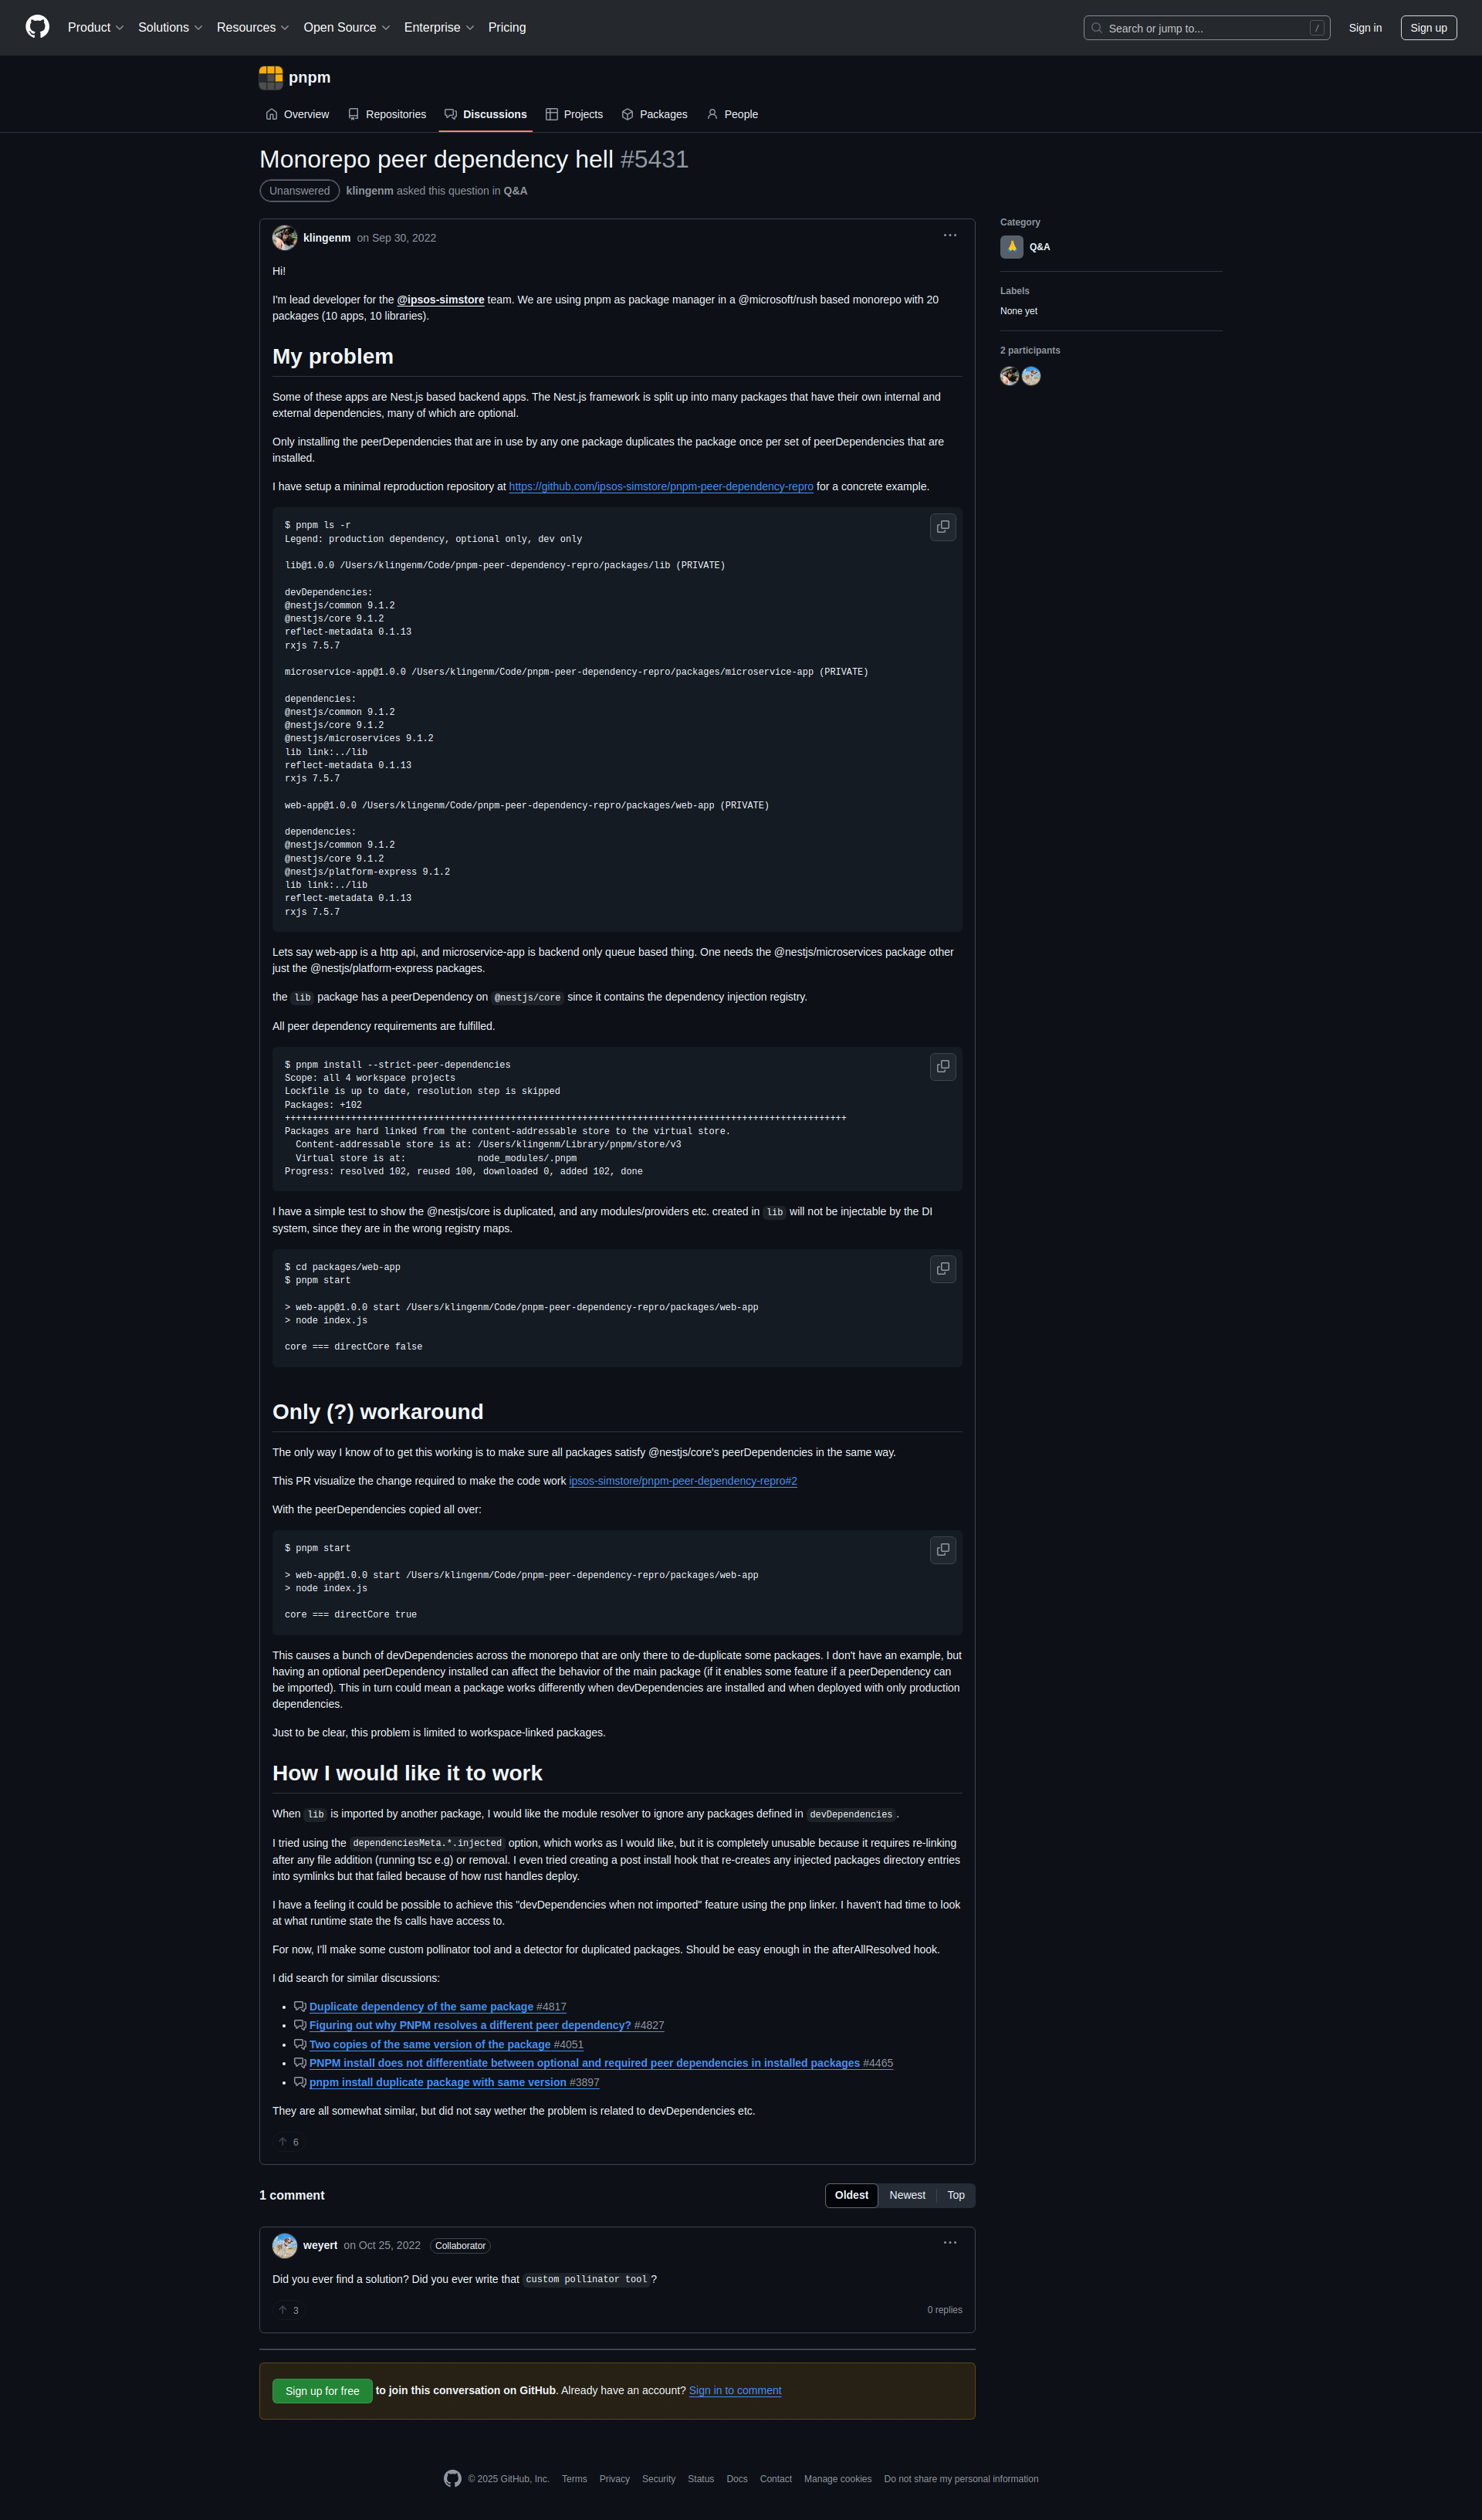 Product Solutions Resources Open Source Enterprise Pricing Search or jump to... / Sign in Sign up
pnpm
Overview Repositories Discussions Projects Packages People
Monorepo peer dependency hell #5431
Unanswered klingenm asked this question in Q&A
klingenm on Sep 30, 2022
Hi!
I'm lead developer for the @ipsos-simstore team. We are using pnpm as package manager in a @microsoft/rush based monorepo with 20
packages (10 apps, 10 libraries).
My problem
Some of these apps are Nest.js based backend apps. The Nest.js framework is split up into many packages that have their own internal and
external dependencies, many of which are optional.
Only installing the peerDependencies that are in use by any one package duplicates the package once per set of peerDependencies that are
installed.
I have setup a minimal reproduction repository at https://github.com/ipsos-simstore/pnpm-peer-dependency-repro for a concrete example.
$ pnpm ls -r
Legend: production dependency, optional only, dev only
lib@1.0.0 /Users/klingenm/Code/pnpm-peer-dependency-repro/packages/lib (PRIVATE)
devDependencies:
@nestjs/common 9.1.2
@nestjs/core 9.1.2
reflect-metadata 0.1.13
rxjs 7.5.7
microservice-app@1.0.0 /Users/klingenm/Code/pnpm-peer-dependency-repro/packages/microservice-app (PRIVATE)
dependencies:
@nestjs/common 9.1.2
@nestjs/core 9.1.2
@nestjs/microservices 9.1.2
lib link:../lib
reflect-metadata 0.1.13
rxjs 7.5.7
web-app@1.0.0 /Users/klingenm/Code/pnpm-peer-dependency-repro/packages/web-app (PRIVATE)
dependencies:
@nestjs/common 9.1.2
@nestjs/core 9.1.2
@nestjs/platform-express 9.1.2
lib link:../lib
reflect-metadata 0.1.13
rxjs 7.5.7
Lets say web-app is a http api, and microservice-app is backend only queue based thing. One needs the @nestjs/microservices package other
just the @nestjs/platform-express packages.
the lib package has a peerDependency on @nestjs/core since it contains the dependency injection registry.
All peer dependency requirements are fulfilled.
$ pnpm install --strict-peer-dependencies
Scope: all 4 workspace projects
Lockfile is up to date, resolution step is skipped
Packages: +102
++++++++++++++++++++++++++++++++++++++++++++++++++++++++++++++++++++++++++++++++++++++++++++++++++++++
Packages are hard linked from the content-addressable store to the virtual store.
Content-addressable store is at: /Users/klingenm/Library/pnpm/store/v3
Virtual store is at: node_modules/.pnpm
Progress: resolved 102, reused 100, downloaded 0, added 102, done
I have a simple test to show the @nestjs/core is duplicated, and any modules/providers etc. created in lib will not be injectable by the DI
system, since they are in the wrong registry maps.
$ cd packages/web-app
$ pnpm start
> web-app@1.0.0 start /Users/klingenm/Code/pnpm-peer-dependency-repro/packages/web-app
> node index.js
core === directCore false
Only (?) workaround
The only way I know of to get this working is to make sure all packages satisfy @nestjs/core's peerDependencies in the same way.
This PR visualize the change required to make the code work ipsos-simstore/pnpm-peer-dependency-repro#2
With the peerDependencies copied all over:
$ pnpm start
> web-app@1.0.0 start /Users/klingenm/Code/pnpm-peer-dependency-repro/packages/web-app
> node index.js
core === directCore true
This causes a bunch of devDependencies across the monorepo that are only there to de-duplicate some packages. I don't have an example, but
having an optional peerDependency installed can affect the behavior of the main package (if it enables some feature if a peerDependency can
be imported). This in turn could mean a package works differently when devDependencies are installed and when deployed with only production
dependencies.
Just to be clear, this problem is limited to workspace-linked packages.
How I would like it to work
When lib is imported by another package, I would like the module resolver to ignore any packages defined in devDependencies.
I tried using the dependenciesMeta.*.injected option, which works as I would like, but it is completely unusable because it requires re-linking
after any file addition (running tsc e.g) or removal. I even tried creating a post install hook that re-creates any injected packages directory entries
into symlinks but that failed because of how rust handles deploy.
I have a feeling it could be possible to achieve this "devDependencies when not imported" feature using the pnp linker. I haven't had time to look
at what runtime state the fs calls have access to.
For now, I'll make some custom pollinator tool and a detector for duplicated packages. Should be easy enough in the afterAllResolved hook.
I did search for similar discussions:
Duplicate dependency of the same package #4817
Figuring out why PNPM resolves a different peer dependency? #4827
Two copies of the same version of the package #4051
PNPM install does not differentiate between optional and required peer dependencies in installed packages #4465
pnpm install duplicate package with same version #3897
They are all somewhat similar, but did not say wether the problem is related to devDependencies etc.
6
Category
Q&A
Labels
None yet
2 participants
1 comment Oldest Newest Top
weyert on Oct 25, 2022 Collaborator
Did you ever find a solution? Did you ever write that custom pollinator tool?
3 0 replies
Sign up for free to join this conversation on GitHub. Already have an account? Sign in to comment
© 2025 GitHub, Inc. Terms Privacy Security Status Docs Contact Manage cookies Do not share my personal information